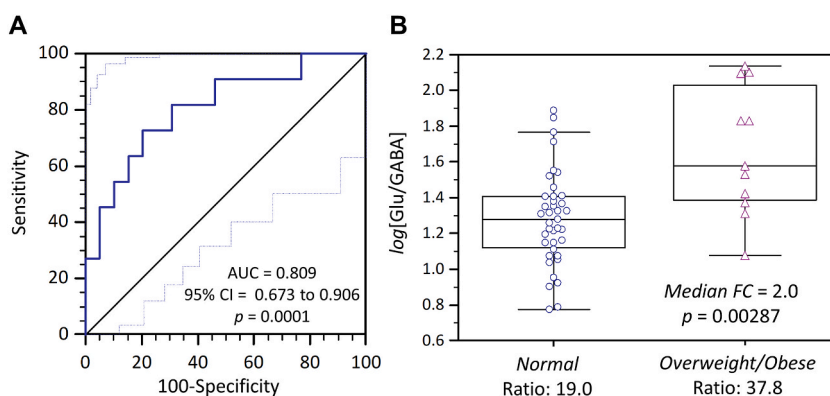 A
100
80
60
40
20
0
Sensitivity
AUC = 0.809
95% CI = 0.673 to 0.906
p = 0.0001
0 20 40 60 80 100
100-Specificity
B
2.2
2.0
1.8
1.6
1.4
1.2
1.0
0.8
0.6
log[Glu/GABA]
Median FC = 2.0
p = 0.00287
Normal Overweight/Obese
Ratio: 19.0 Ratio: 37.8